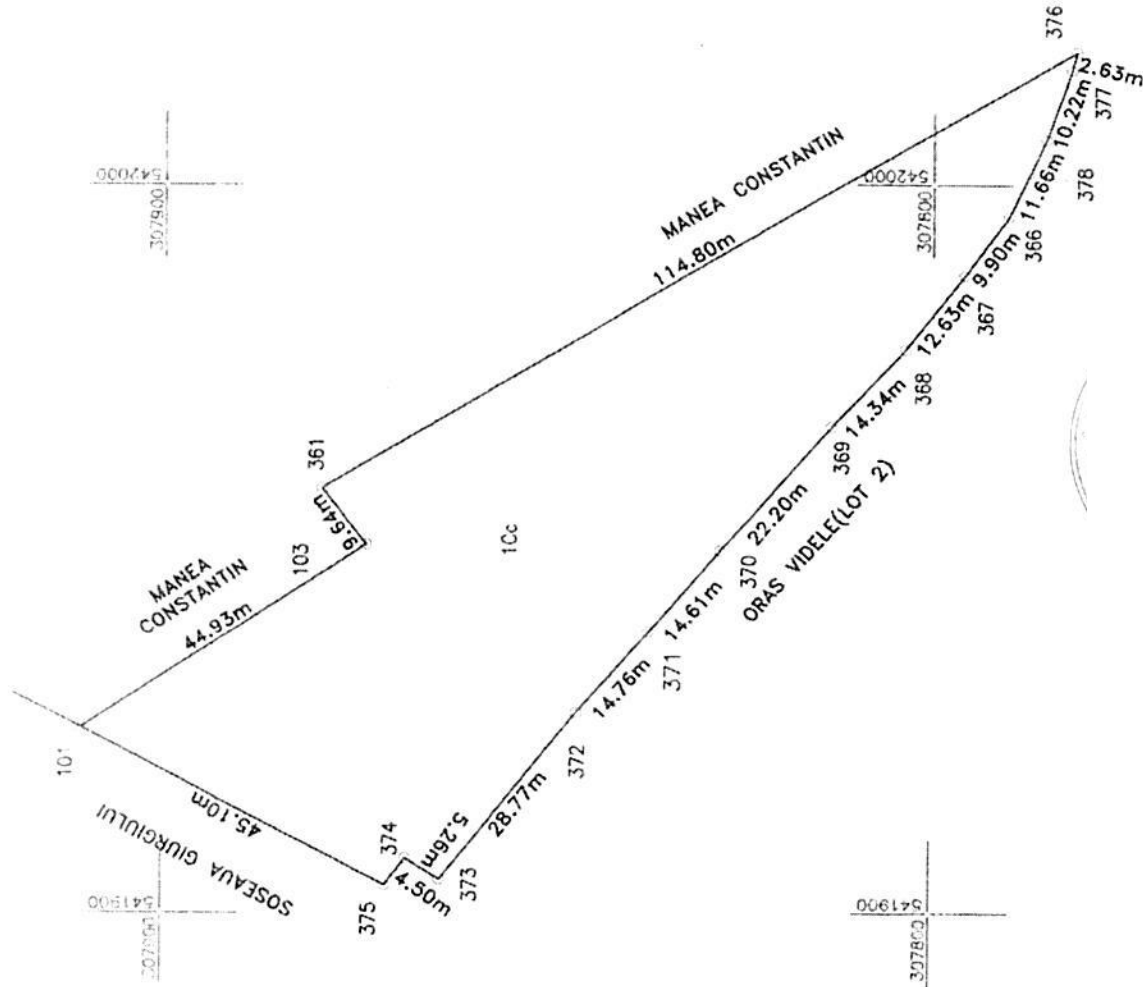 376
2.63m
377
10.22m
378
11.66m
366
9.90m
367
12.63m
368
14.34m
369
22.20m
370
ORAS VIDELE(LOT 2)
14.61m
371
14.76m
372
28.77m
5.26m
373
374
4.50m
375
45.10m
SOSEAUA GIURGIULUI
101
MANEA
CONSTANTIN
44.93m
103
9.64m
361
MANEA CONSTANTIN
114.80m
1Cc
542000
307900
542000
307800
541900
307900
541900
307800